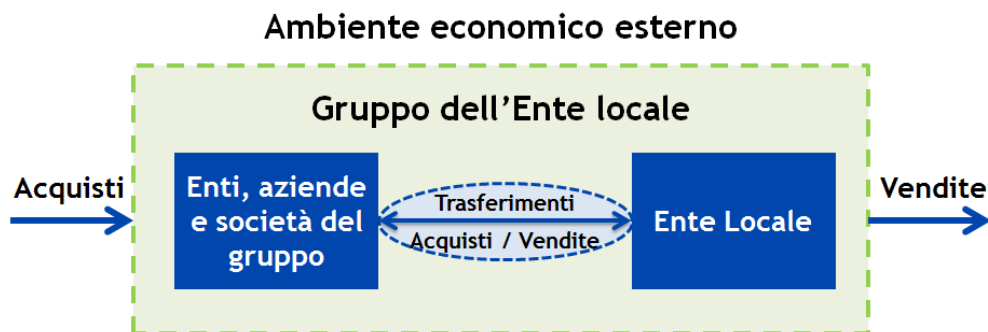 Ambiente economico esterno
Gruppo dell’Ente locale
Acquisti
Enti, aziende
e società del
gruppo
Trasferimenti
Acquisti / Vendite
Ente Locale
Vendite